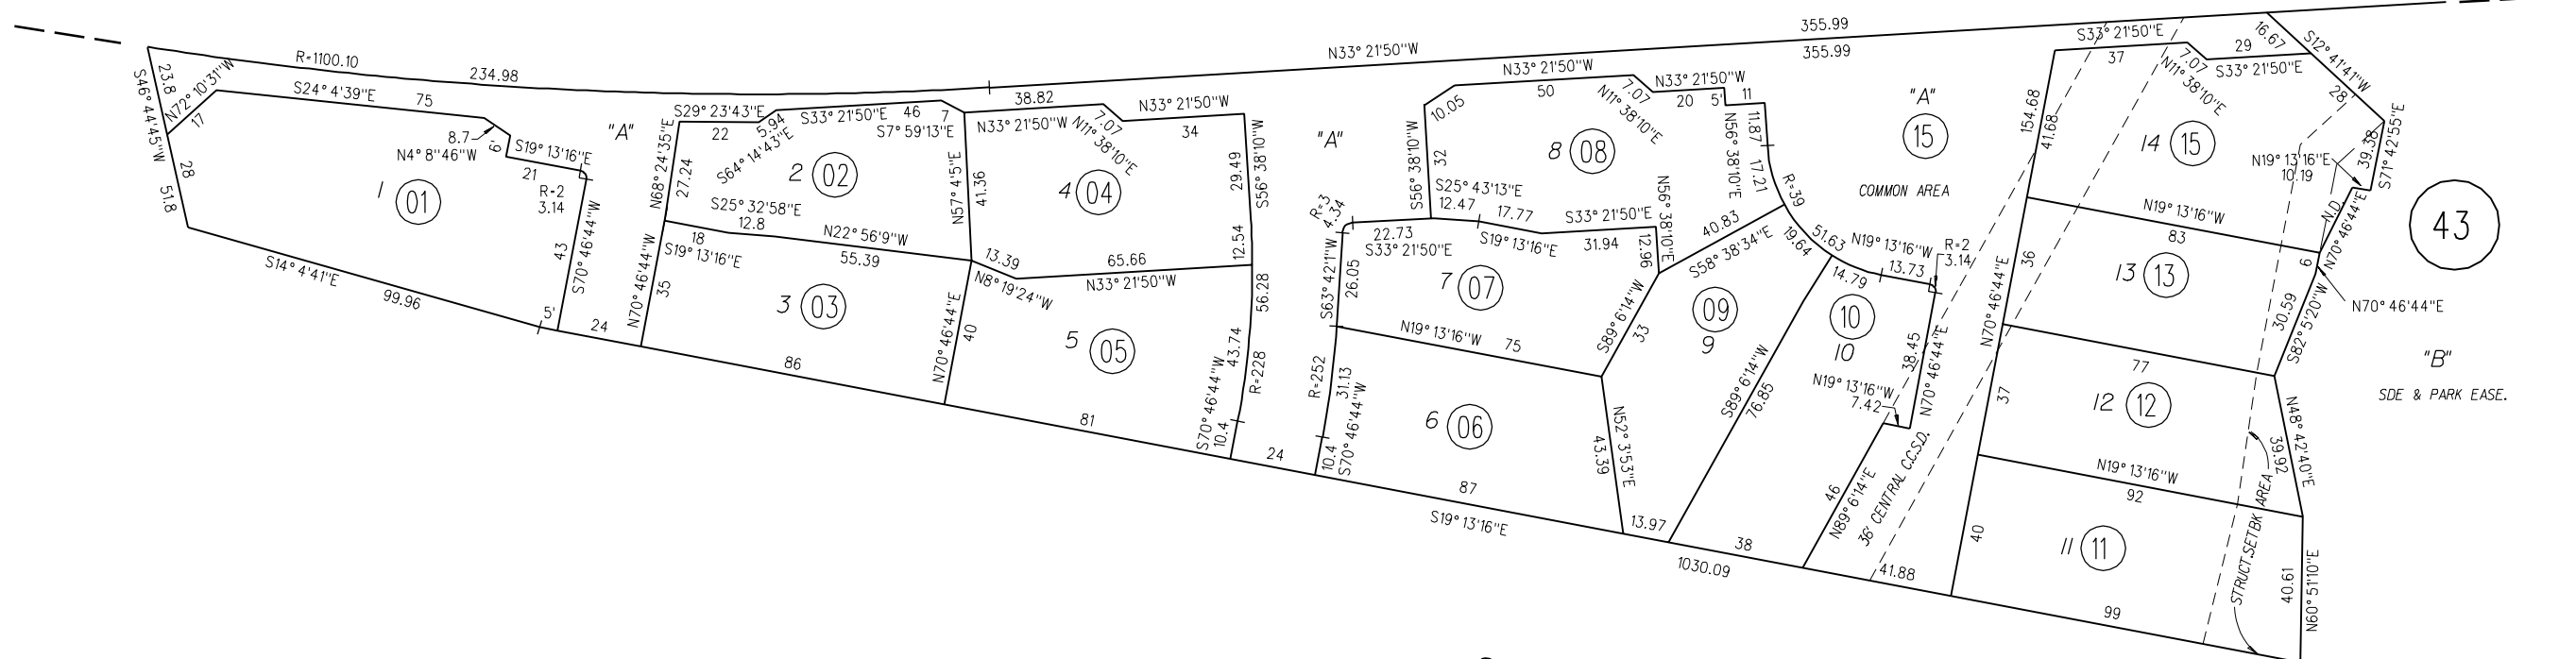 R=1100.10
234.98
N33° 21'50"W
355.99
355.99
S46° 44'45"W
23.8
28
51.8
N72° 10'31"W
17
S24° 4'39"E
75
8.7
N4° 8'46"W
S19° 13'16"E
21
R=2
3.14
43
S70° 46'44"W
1
01
S14° 4'41"E
99.96
5'
24
"A"
S29° 23'43"E
22
5.94
S64° 14'43"E
S33° 21'50"E
46
7
S7° 59'13"E
N68° 24'35"E
27.24
2
02
S25° 32'58"E
12.8
N22° 56'9"W
18
S19° 13'16"E
55.39
N57° 4'5"E
41.36
N70° 46'44"W
35
3
03
N70° 46'44"E
40
86
38.82
N33° 21'50"W
7.07
N11° 38'10"E
N33° 21'50"W
34
4
04
29.49
S56° 38'10"W
12.54
13.39
N8° 19'24"W
65.66
N33° 21'50"W
56.28
5
05
43.74
R=228
S70° 46'44"W
10.4
81
24
"A"
R=3
4.34
S63° 42'1"W
26.05
22.73
S33° 21'50"E
S56° 38'10"W
32
10.05
N33° 21'50"W
50
7.07
N11° 38'10"E
N33° 21'50"W
20
5'
11
8
08
S25° 43'13"E
12.47
17.77
S19° 13'16"E
S33° 21'50"E
31.94
12.96
N56° 38'10"E
N56° 38'10"E
11.87
17.21
R=39
40.83
S58° 38'34"E
19.64
51.63
14.79
7
07
N19° 13'16"W
75
S89° 6'14"W
33
R=252
31.13
10.4
S70° 46'44"W
6
06
43.39
N52° 3'53"E
87
S19° 13'16"E
13.97
09
9
S89° 6'14"W
76.85
38
1030.09
10
10
N19° 13'16"W
13.73
R=2
3.14
38.45
N70° 46'44"E
N19° 13'16"W
7.42
46
N89° 6'14"E
36' CENTRAL C.C.S.D.
41.88
"A"
15
COMMON AREA
154.68
41.68
S33° 21'50"E
37
7.07
N11° 38'10"E
29
S33° 21'50"E
16.67
S12° 41'41"W
28
14
15
N19° 13'16"E
10.19
39.38
S71° 42'55"E
N.D.
N70° 46'44"E
N19° 13'16"W
83
6
N70° 46'44"E
36
N70° 46'44"E
13
13
30.59
S82° 5'20"W
77
37
12
12
N48° 42'40"E
39.92
N19° 13'16"W
92
40
11
11
STRUCT.SETBK AREA
40.61
N60° 51'10"E
99
43
"B"
SDE & PARK EASE.